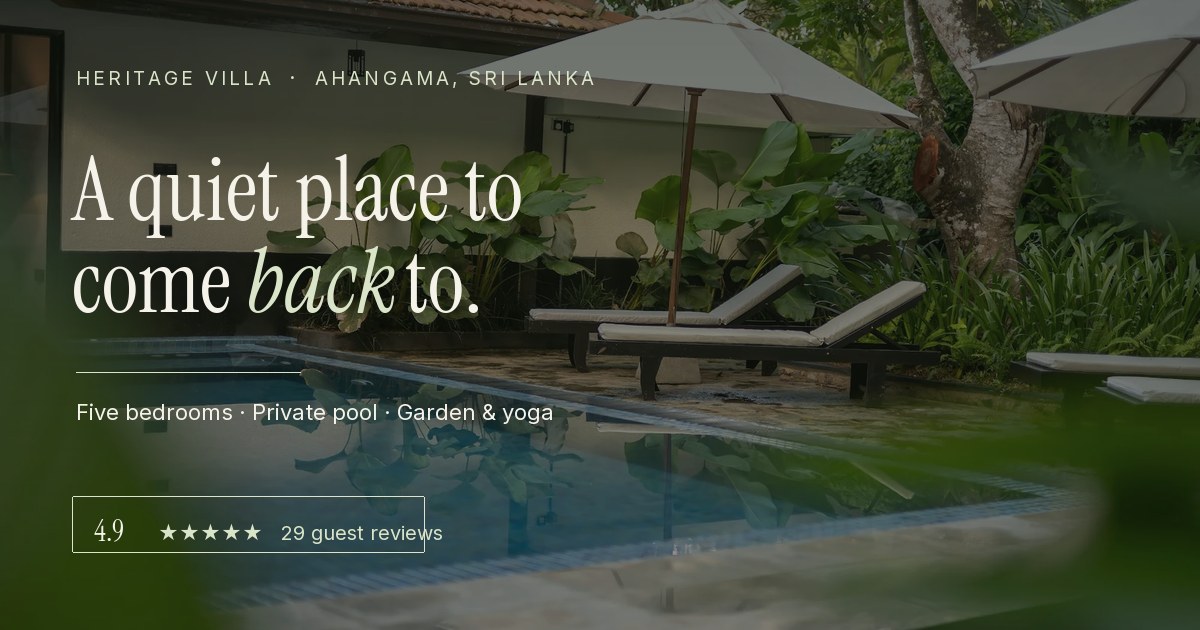 HERITAGE VILLA · AHANGAMA, SRI LANKA
A quiet place to
come back to.
Five bedrooms · Private pool · Garden & yoga
4.9 ★★★★★ 29 guest reviews